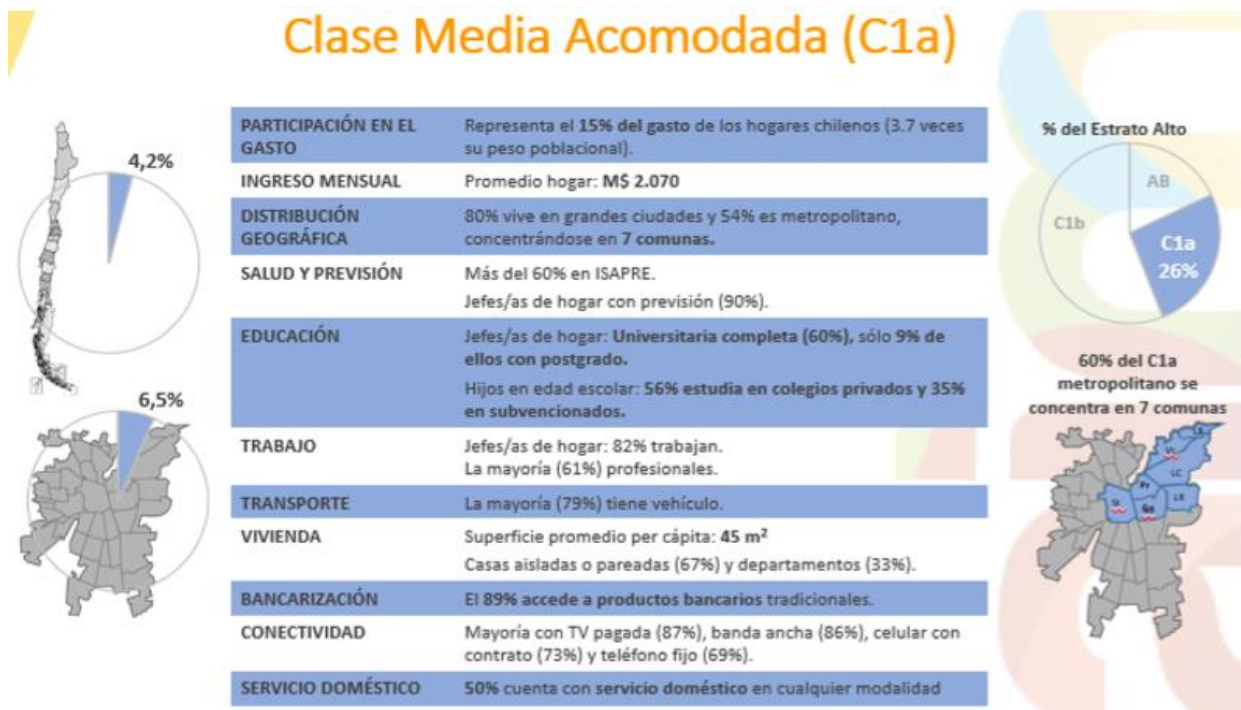 Clase Media Acomodada (C1a)
4,2%
6,5%
PARTICIPACIÓN EN EL
GASTO
Representa el 15% del gasto de los hogares chilenos (3.7 veces
su peso poblacional).
INGRESO MENSUAL
Promedio hogar: M$ 2.070
DISTRIBUCIÓN
GEOGRÁFICA
80% vive en grandes ciudades y 54% es metropolitano,
concentrándose en 7 comunas.
SALUD Y PREVISIÓN
Más del 60% en ISAPRE.
Jefes/as de hogar con previsión (90%).
EDUCACIÓN
Jefes/as de hogar: Universitaria completa (60%), sólo 9% de
ellos con postgrado.
Hijos en edad escolar: 56% estudia en colegios privados y 35%
en subvencionados.
TRABAJO
Jefes/as de hogar: 82% trabajan.
La mayoría (61%) profesionales.
TRANSPORTE
La mayoría (79%) tiene vehículo.
VIVIENDA
Superficie promedio per cápita: 45 m²
Casas aisladas o pareadas (67%) y departamentos (33%).
BANCARIZACIÓN
El 89% accede a productos bancarios tradicionales.
CONECTIVIDAD
Mayoría con TV pagada (87%), banda ancha (86%), celular con
contrato (73%) y teléfono fijo (69%).
SERVICIO DOMÉSTICO
50% cuenta con servicio doméstico en cualquier modalidad
% del Estrato Alto
AB
C1b
C1a
26%
60% del C1a
metropolitano se
concentra en 7 comunas
LC
Pr
LR